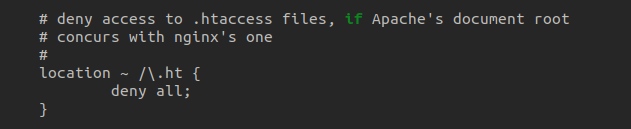 # deny access to .htaccess files, if Apache's document root
# concurs with nginx's one
#
location ~ /\.ht {
deny all;
}